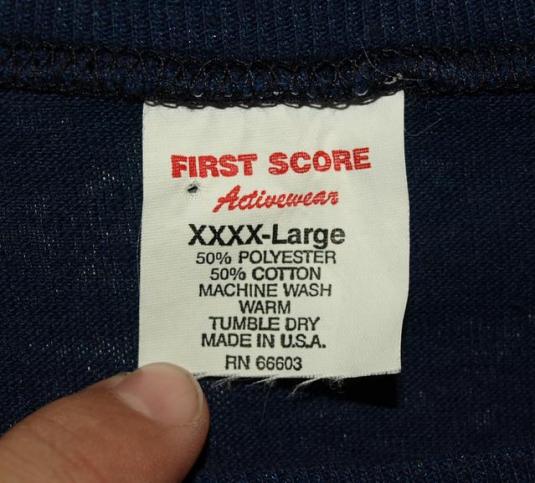 FIRST SCORE
Activewear
XXXX-Large
50% POLYESTER
50% COTTON
MACHINE WASH
WARM
TUMBLE DRY
MADE IN U.S.A.
RN 66603